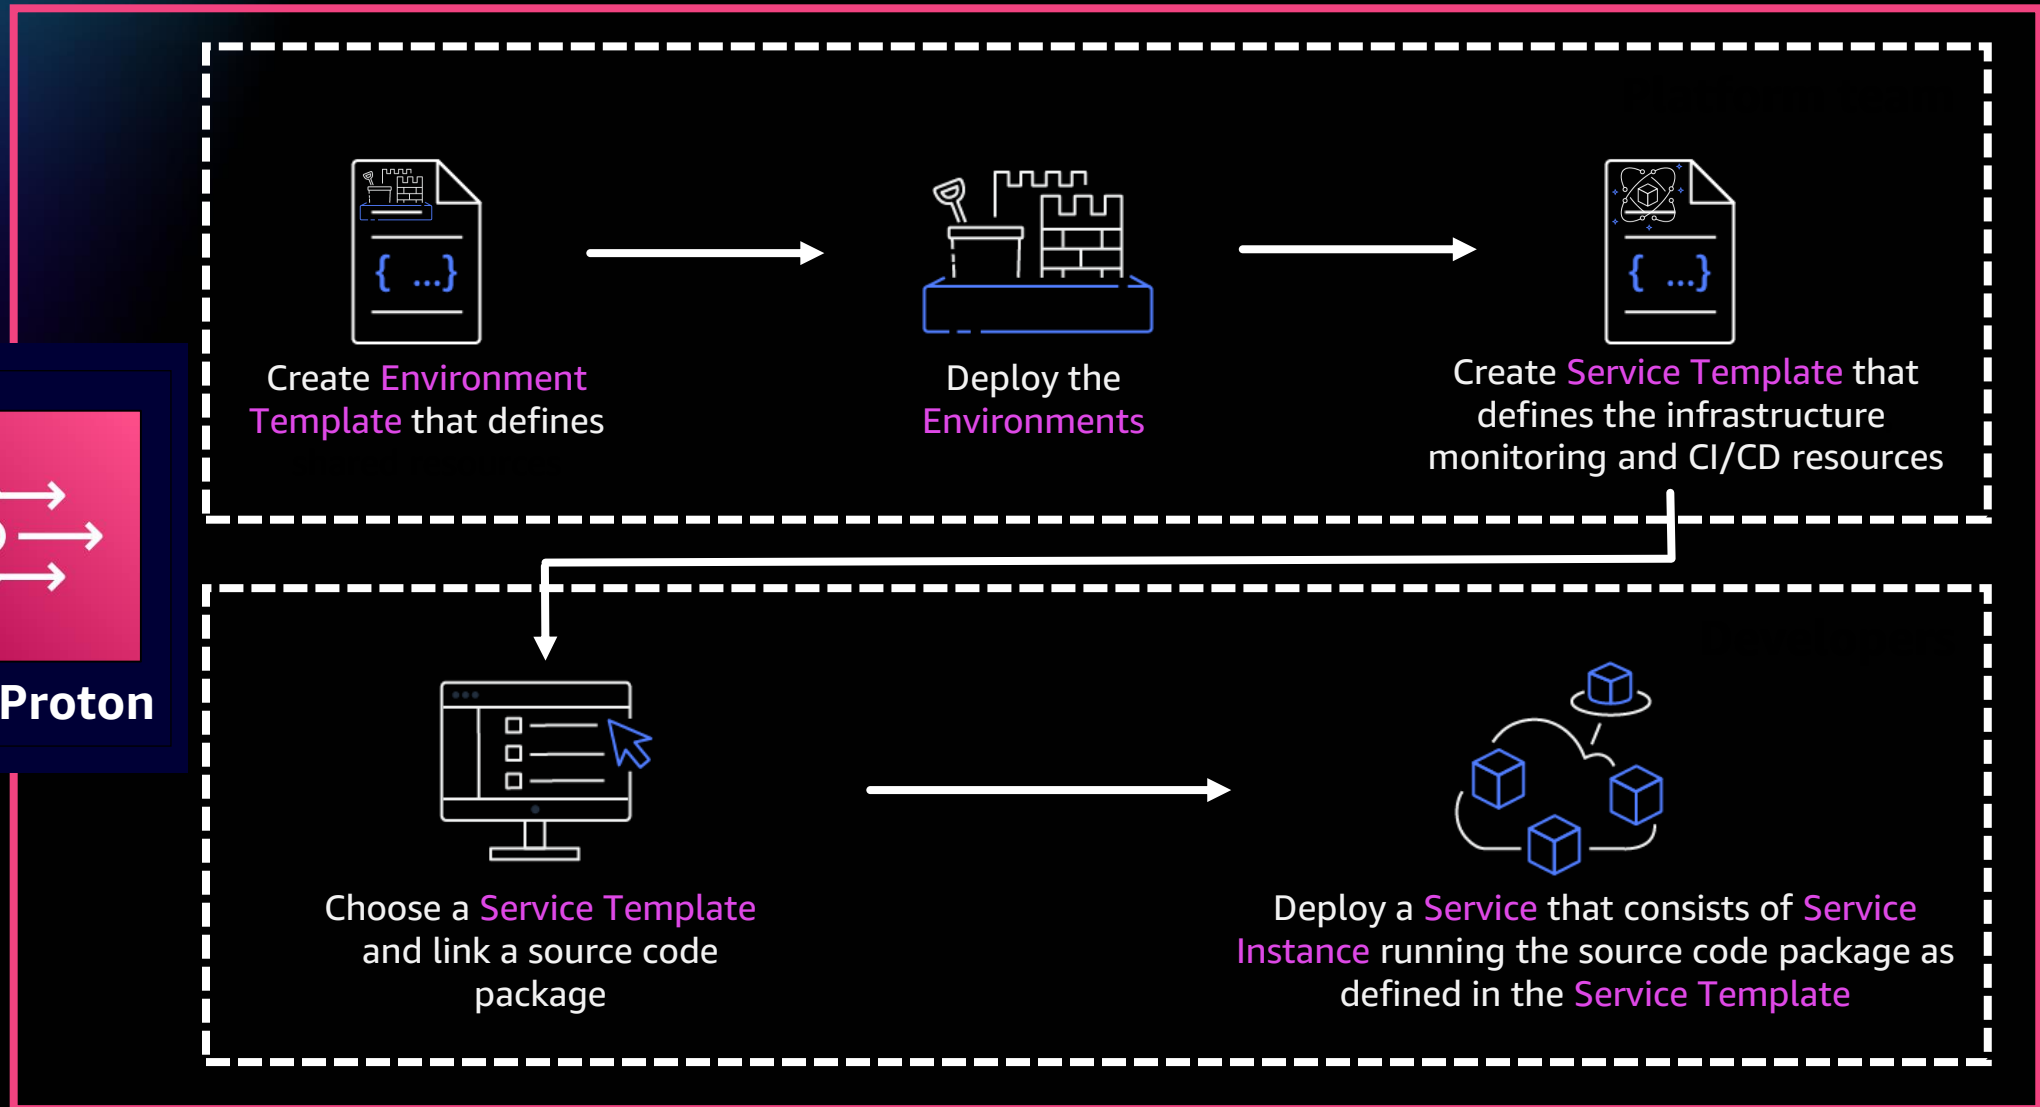 Create Environment
Template that defines
Deploy the
Environments
Create Service Template that
defines the infrastructure
monitoring and CI/CD resources
{ ...}
{ ...}
Proton
Choose a Service Template
and link a source code
package
Deploy a Service that consists of Service
Instance running the source code package as
defined in the Service Template